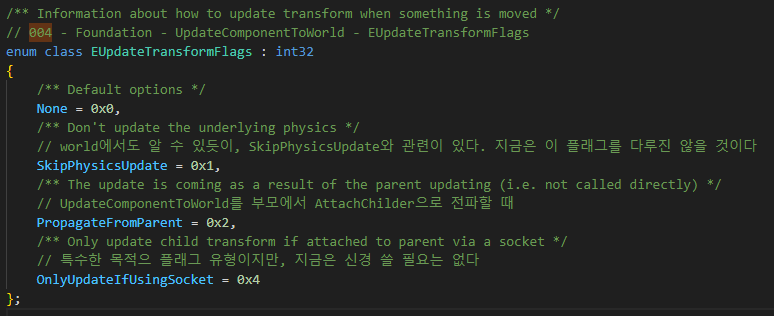 /** Information about how to update transform when something is moved */
// 004 - Foundation - UpdateComponentToWorld - EUpdateTransformFlags
enum class EUpdateTransformFlags : int32
{
    /** Default options */
    None = 0x0,
    /** Don't update the underlying physics */
    // world에서도 알 수 있듯이, SkipPhysicsUpdate와 관련이 있다. 지금은 이 플래그를 다루진 않을 것이다
    SkipPhysicsUpdate = 0x1,
    /** The update is coming as a result of the parent updating (i.e. not called directly) */
    // UpdateComponentToWorld를 부모에서 AttachChilder으로 전파할 때
    PropagateFromParent = 0x2,
    /** Only update child transform if attached to parent via a socket */
    // 특수한 목적으 플래그 유형이지만, 지금은 신경 쓸 필요는 없다
    OnlyUpdateIfUsingSocket = 0x4
};